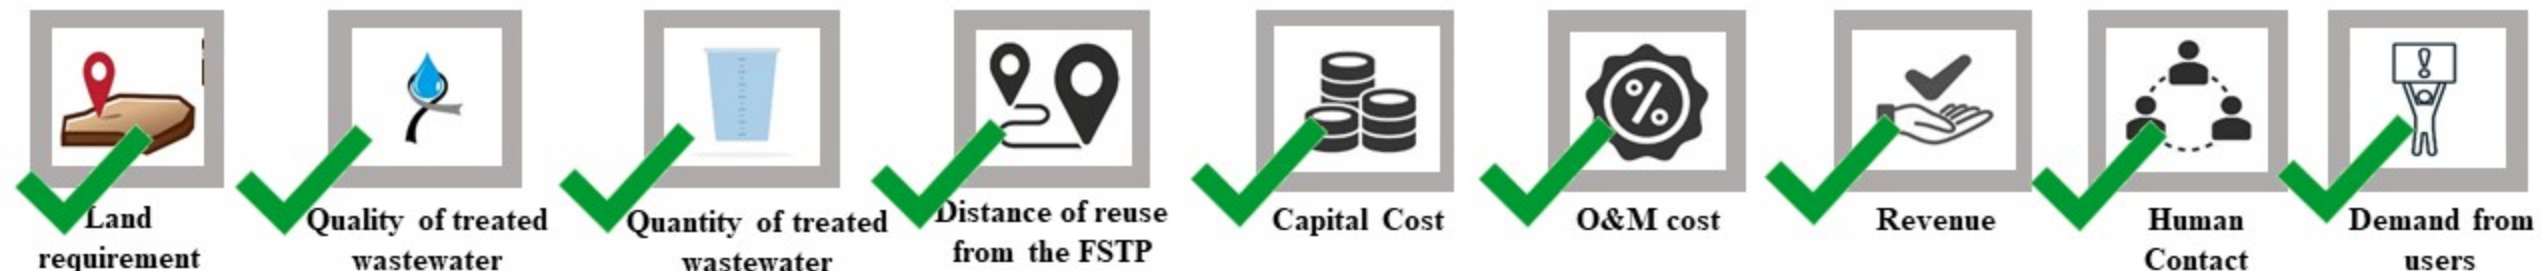 Land
requirement
Quality of treated
wastewater
Quantity of treated
wastewater
Distance of reuse
from the FSTP
Capital Cost
%
O&M cost
Revenue
Human
Contact
!
Demand from
users